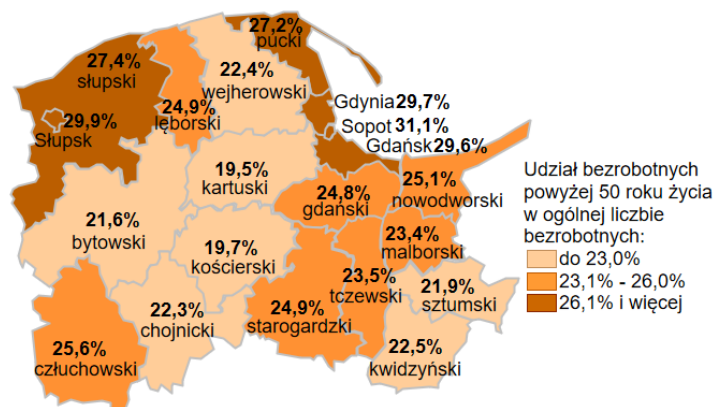 27,2%
pucki
27,4%
słupski
22,4%
wejherowski
24,9%
lęborski
29,9%
Słupsk
Gdynia 29,7%
Sopot 31,1%
Gdańsk 29,6%
19,5%
kartuski
24,8%
gdański
25,1%
nowodworski
21,6%
bytowski
19,7%
kościerski
23,4%
malborski
23,5%
tczewski
21,9%
sztumski
22,3%
chojnicki
24,9%
starogardzki
25,6%
człuchowski
22,5%
kwidzyński
Udział bezrobotnych
powyżej 50 roku życia
w ogólnej liczbie
bezrobotnych:
do 23,0%
23,1% - 26,0%
26,1% i więcej